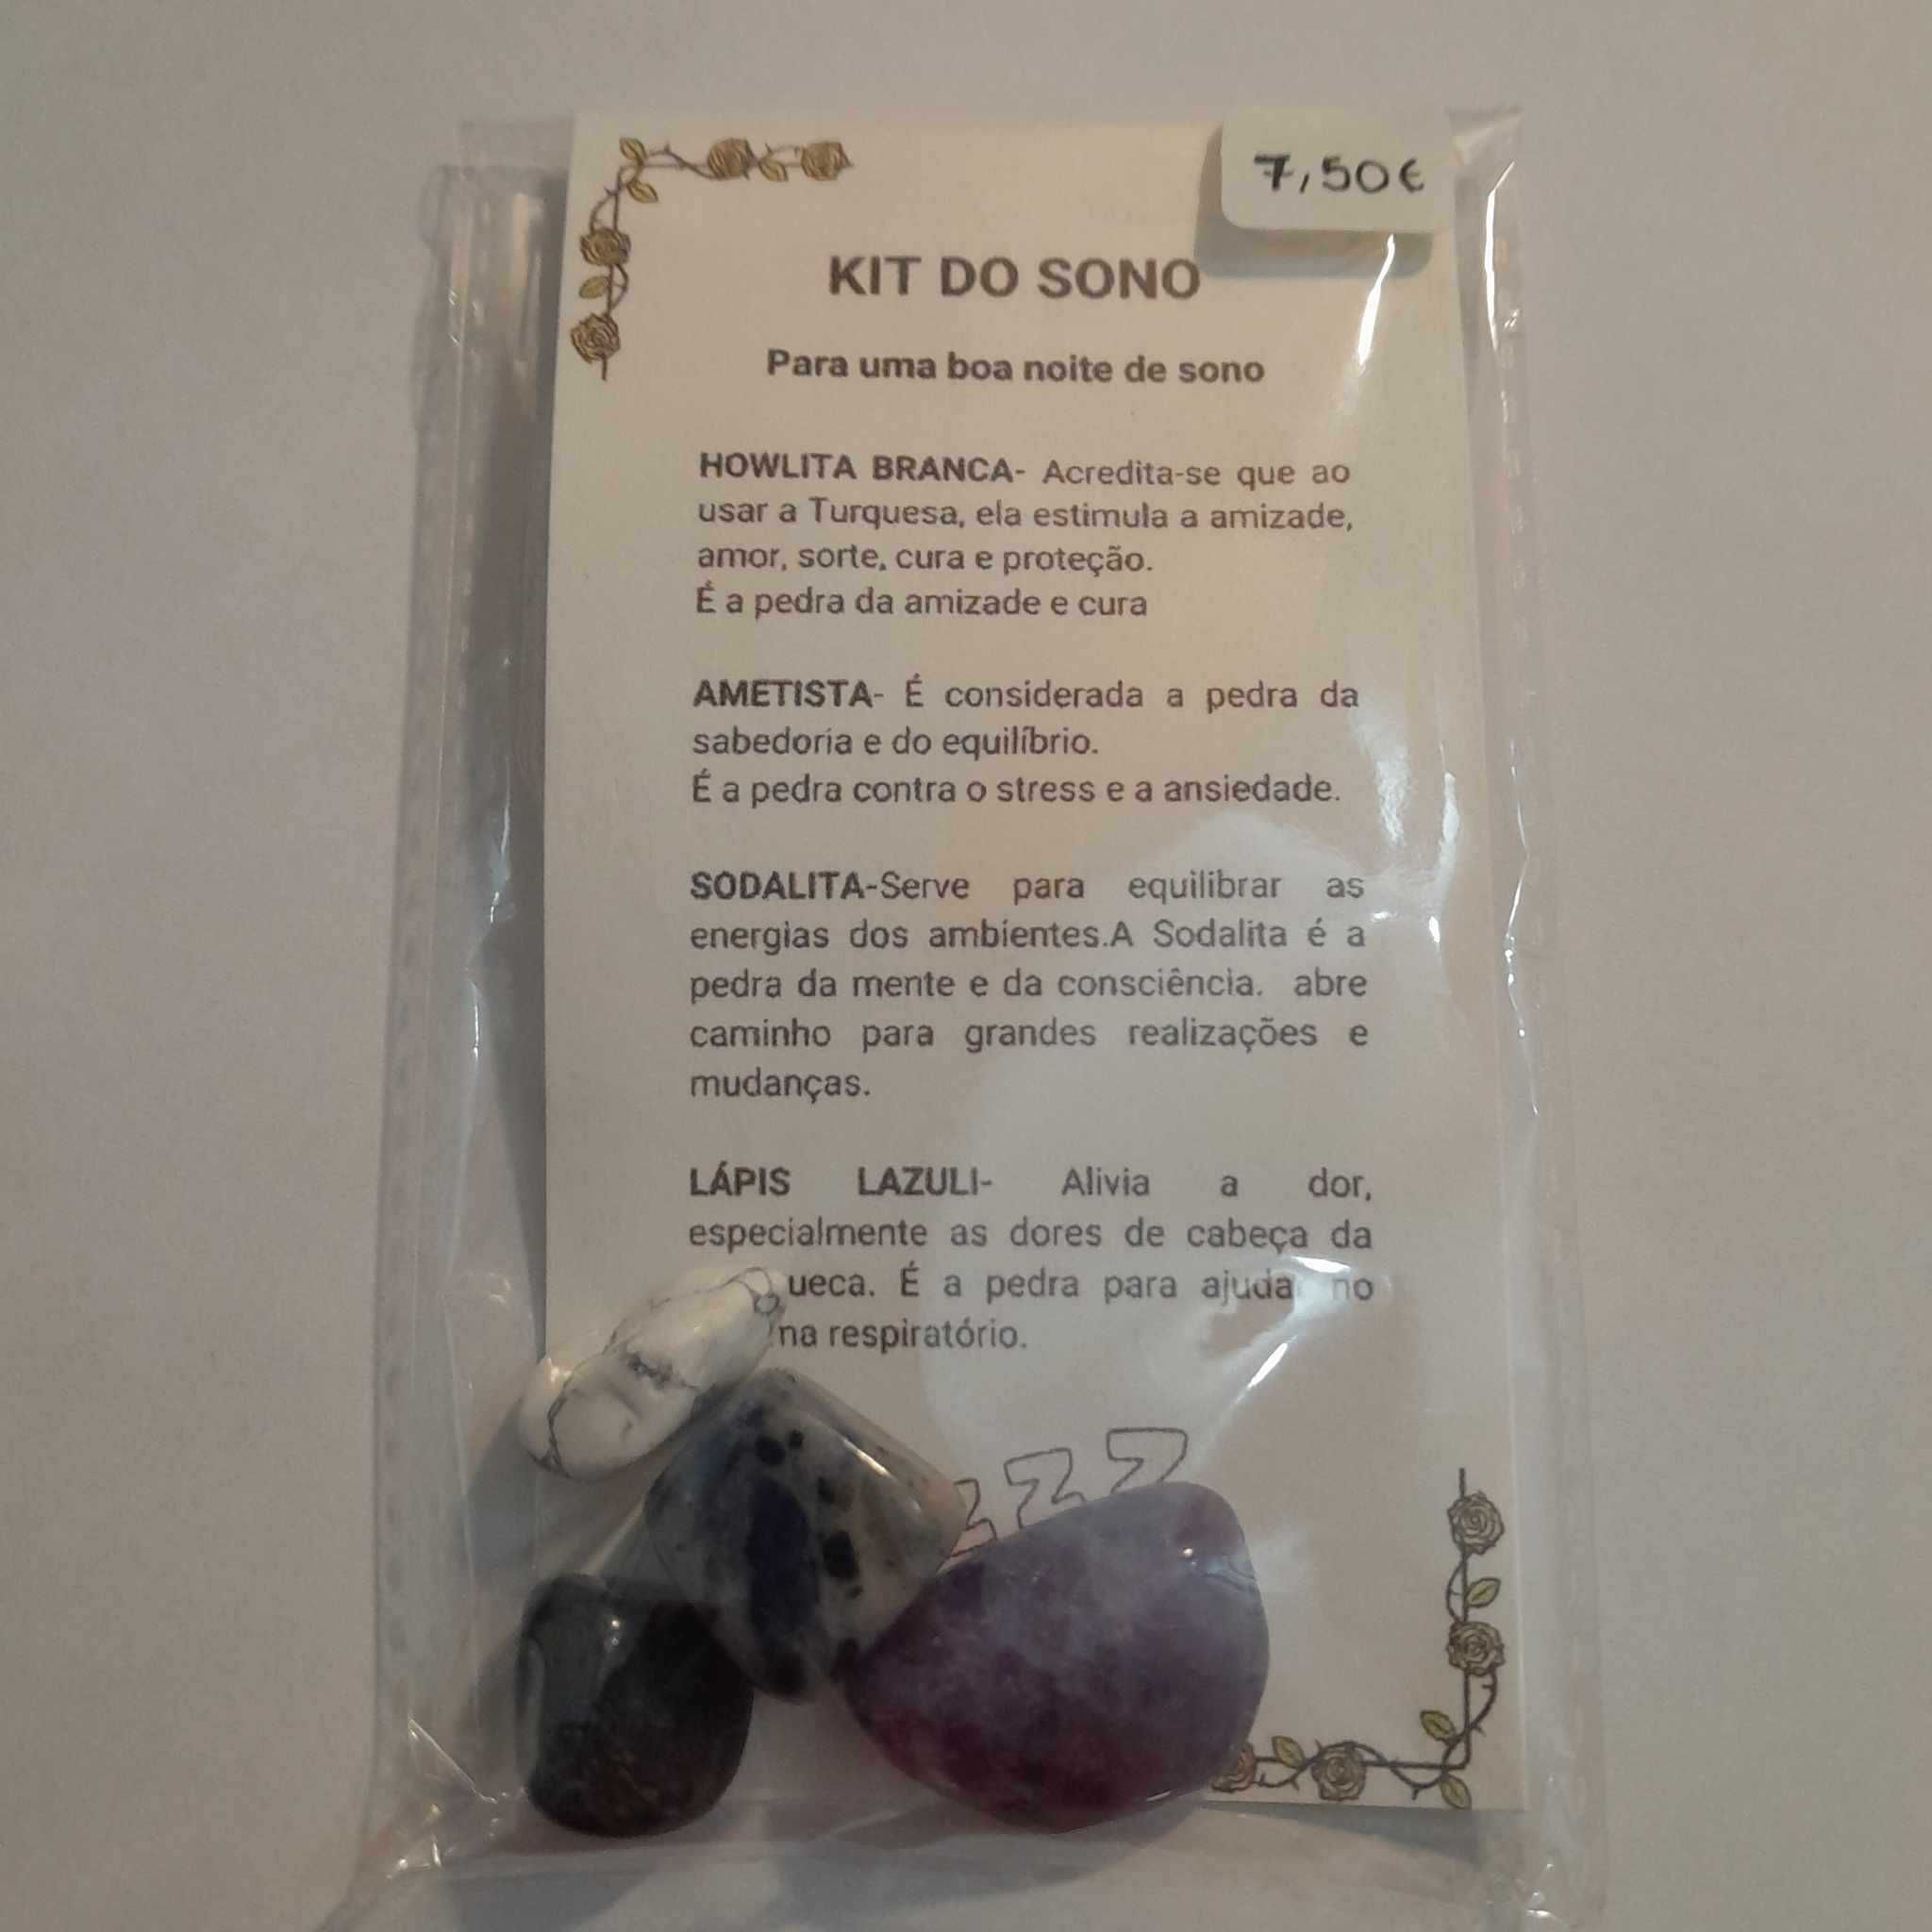 7,50€
KIT DO SONO
Para uma boa noite de sono
HOWLITA BRANCA- Acredita-se que ao
usar a Turquesa, ela estimula a amizade,
amor, sorte, cura e proteção.
É a pedra da amizade e cura
AMETISTA- É considerada a pedra da
sabedoria e do equilíbrio.
É a pedra contra o stress e a ansiedade.
SODALITA-Serve para equilibrar as
energias dos ambientes.A Sodalita é a
pedra da mente e da consciência. abre
caminho para grandes realizações e
mudanças.
LÁPIS LAZULI- Alivia a dor,
especialmente as dores de cabeça da
ueca. É a pedra para ajuda no
na respiratório.
zzz